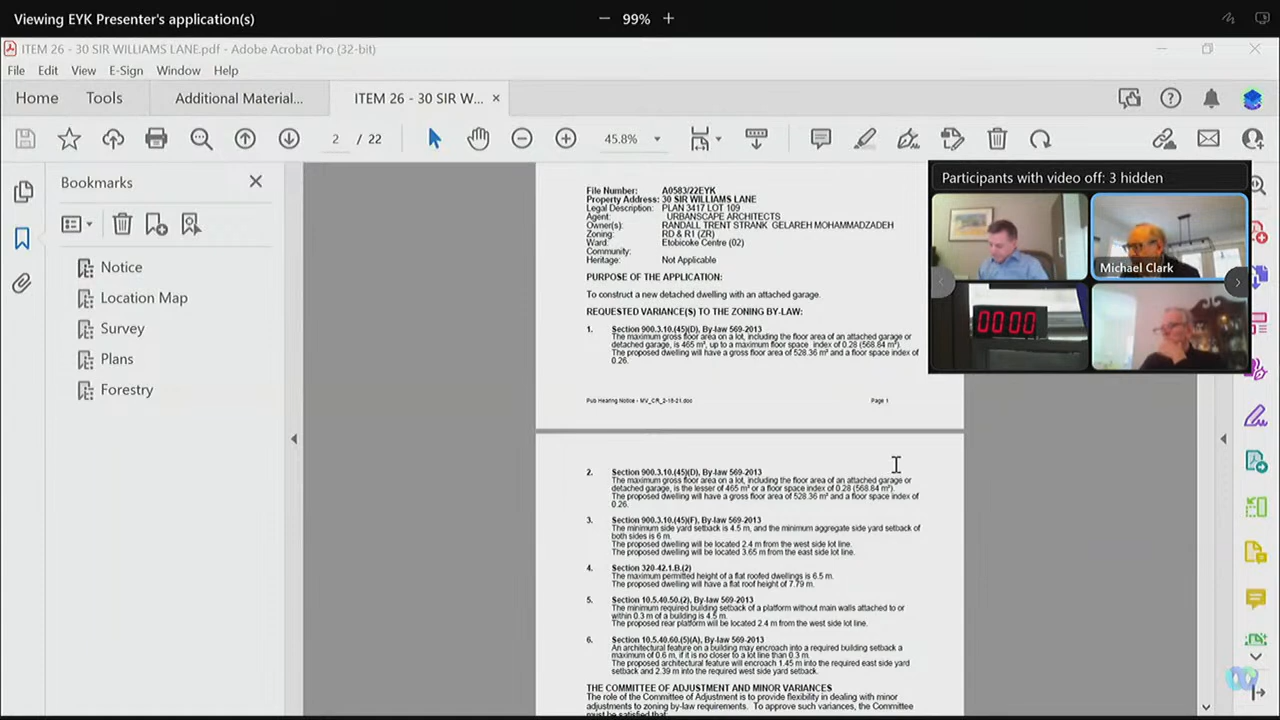 Viewing EYK Presenter's application(s)
99%
ITEM 26 - 30 SIR WILLIAMS LANE.pdf - Adobe Acrobat Pro (32-bit)
File Edit View E-Sign Window Help
Home Tools Additional Material... ITEM 26 - 30 SIR W...
2 / 22 45.8%
Bookmarks
Notice
Location Map
Survey
Plans
Forestry
Participants with video off: 3 hidden
Michael Clark
00:00
File Number: A0583/22EYK
Property Address: 30 SIR WILLIAMS LANE
Legal Description: PLAN 3417 LOT 109
Agent: URBANSCAPE ARCHITECTS
Owner(s): RANDALL TRENT STRANK GELAREH MOHAMMADZADEH
Zoning: RD & R1 (ZR)
Ward: Etobicoke Centre (02)
Community:
Heritage: Not Applicable
PURPOSE OF THE APPLICATION:
To construct a new detached dwelling with an attached garage.
REQUESTED VARIANCE(S) TO THE ZONING BY-LAW:
1. Section 900.3.10.(45)(D), By-law 569-2013
The maximum gross floor area on a lot, including the floor area of an attached garage or
detached garage, is 465 m², up to a maximum floor space index of 0.28 (568.84 m²).
The proposed dwelling will have a gross floor area of 528.36 m² and a floor space index of
0.26.
Pub Hearing Notice - MV_CR_2-18-21.doc Page 1
2. Section 900.3.10.(45)(D), By-law 569-2013
The maximum gross floor area on a lot, including the floor area of an attached garage or
detached garage, is the lesser of 465 m² or a floor space index of 0.28 (568.84 m²).
The proposed dwelling will have a gross floor area of 528.36 m² and a floor space index of
0.26.
3. Section 900.3.10.(45)(F), By-law 569-2013
The minimum side yard setback is 4.5 m, and the minimum aggregate side yard setback of
both sides is 6 m.
The proposed dwelling will be located 2.4 m from the west side lot line.
The proposed dwelling will be located 3.65 m from the east side lot line.
4. Section 320-42.1.B.(2)
The maximum permitted height of a flat roofed dwellings is 6.5 m.
The proposed dwelling will have a flat roof height of 7.79 m.
5. Section 10.5.40.50.(2), By-law 569-2013
The minimum required building setback of a platform without main walls attached to or
within 0.3 m of a building is 4.5 m.
The proposed rear platform will be located 2.4 m from the west side lot line.
6. Section 10.5.40.60.(5)(A), By-law 569-2013
An architectural feature on a building may encroach into a required building setback a
maximum of 0.6 m, if it is no closer to a lot line than 0.3 m.
The proposed architectural feature will encroach 1.45 m into the required east side yard
setback and 2.39 m into the required west side yard setback.
THE COMMITTEE OF ADJUSTMENT AND MINOR VARIANCES
The role of the Committee of Adjustment is to provide flexibility in dealing with minor
adjustments to zoning by-law requirements. To approve such variances, the Committee
must be satisfied that: